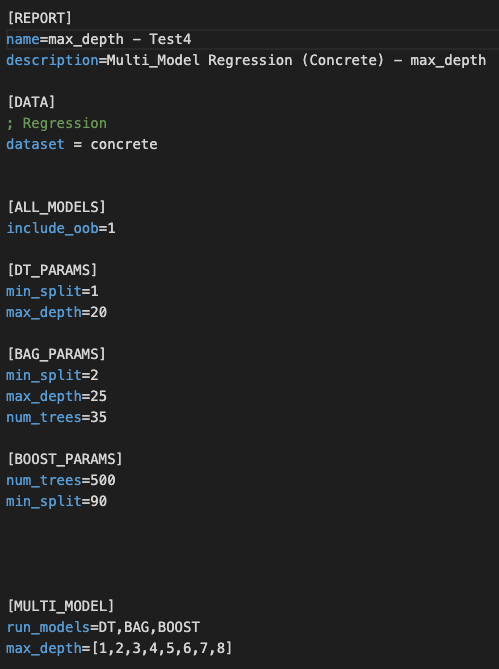 [REPORT]
name=max_depth - Test4
description=Multi_Model Regression (Concrete) - max_depth
[DATA]
; Regression
dataset = concrete
[ALL_MODELS]
include_oob=1
[DT_PARAMS]
min_split=1
max_depth=20
[BAG_PARAMS]
min_split=2
max_depth=25
num_trees=35
[BOOST_PARAMS]
num_trees=500
min_split=90
[MULTI_MODEL]
run_models=DT,BAG,BOOST
max_depth=[1,2,3,4,5,6,7,8]